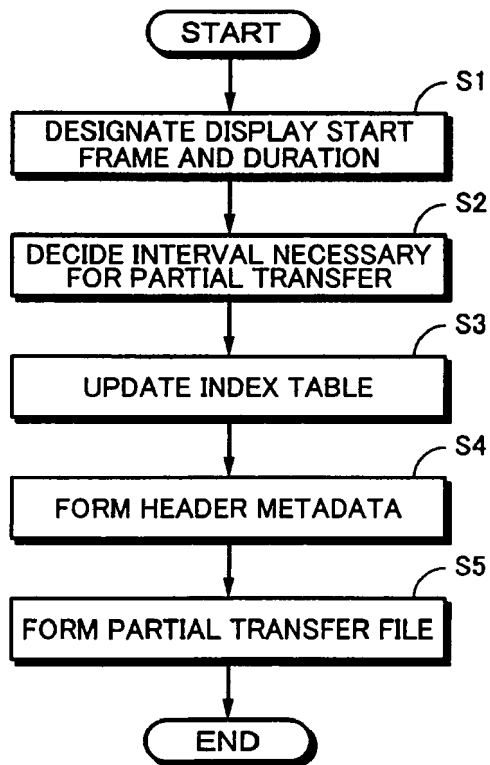 START
S1
DESIGNATE DISPLAY START
FRAME AND DURATION
S2
DECIDE INTERVAL NECESSARY
FOR PARTIAL TRANSFER
S3
UPDATE INDEX TABLE
S4
FORM HEADER METADATA
S5
FORM PARTIAL TRANSFER FILE
END